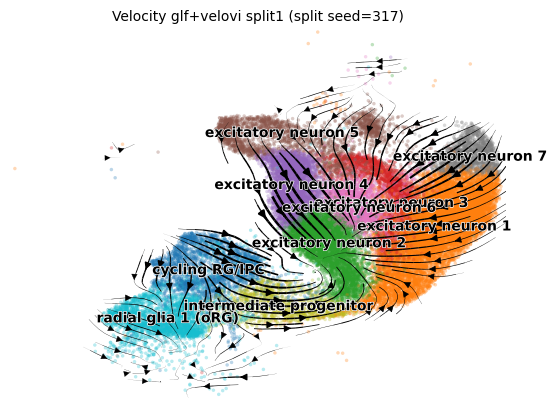 Velocity glf+velovi split1 (split seed=317)
excitatory neuron 5
excitatory neuron 7
excitatory neuron 4
excitatory neuron 3
excitatory neuron 6
excitatory neuron 1
excitatory neuron 2
cycling RG/IPC
intermediate progenitor
radial glia 1 (oRG)